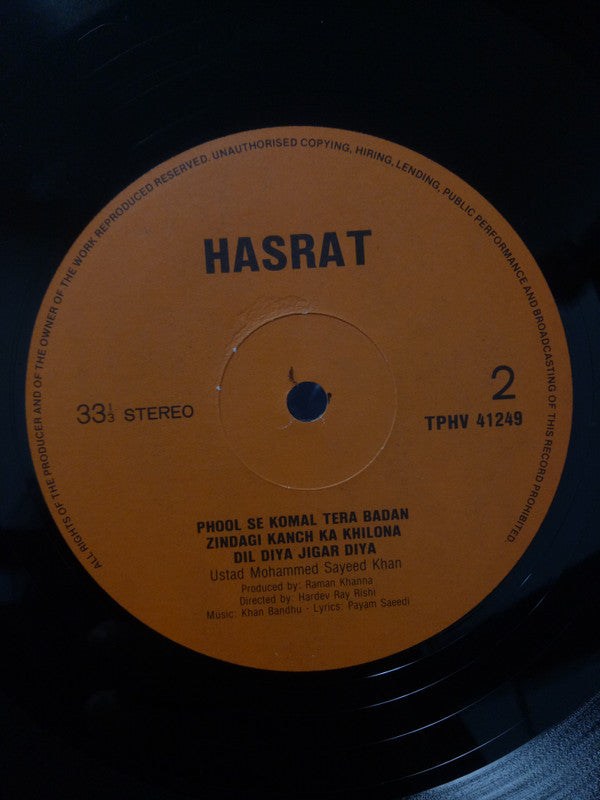 ALL RIGHTS OF THE PRODUCER AND OF THE OWNER OF THE WORK REPRODUCED RESERVED. UNAUTHORISED COPYING, HIRING, LENDING, PUBLIC PERFORMANCE AND BROADCASTING OF THIS RECORD PROHIBITED.
HASRAT
33⅓ STEREO
2
TPHV 41249
PHOOL SE KOMAL TERA BADAN
ZINDAGI KANCH KA KHILONA
DIL DIYA JIGAR DIYA
Ustad Mohammed Sayeed Khan
Produced by: Raman Khanna
Directed by: Hardev Ray Rishi
Music: Khan Bandhu · Lyrics: Payam Saeedi